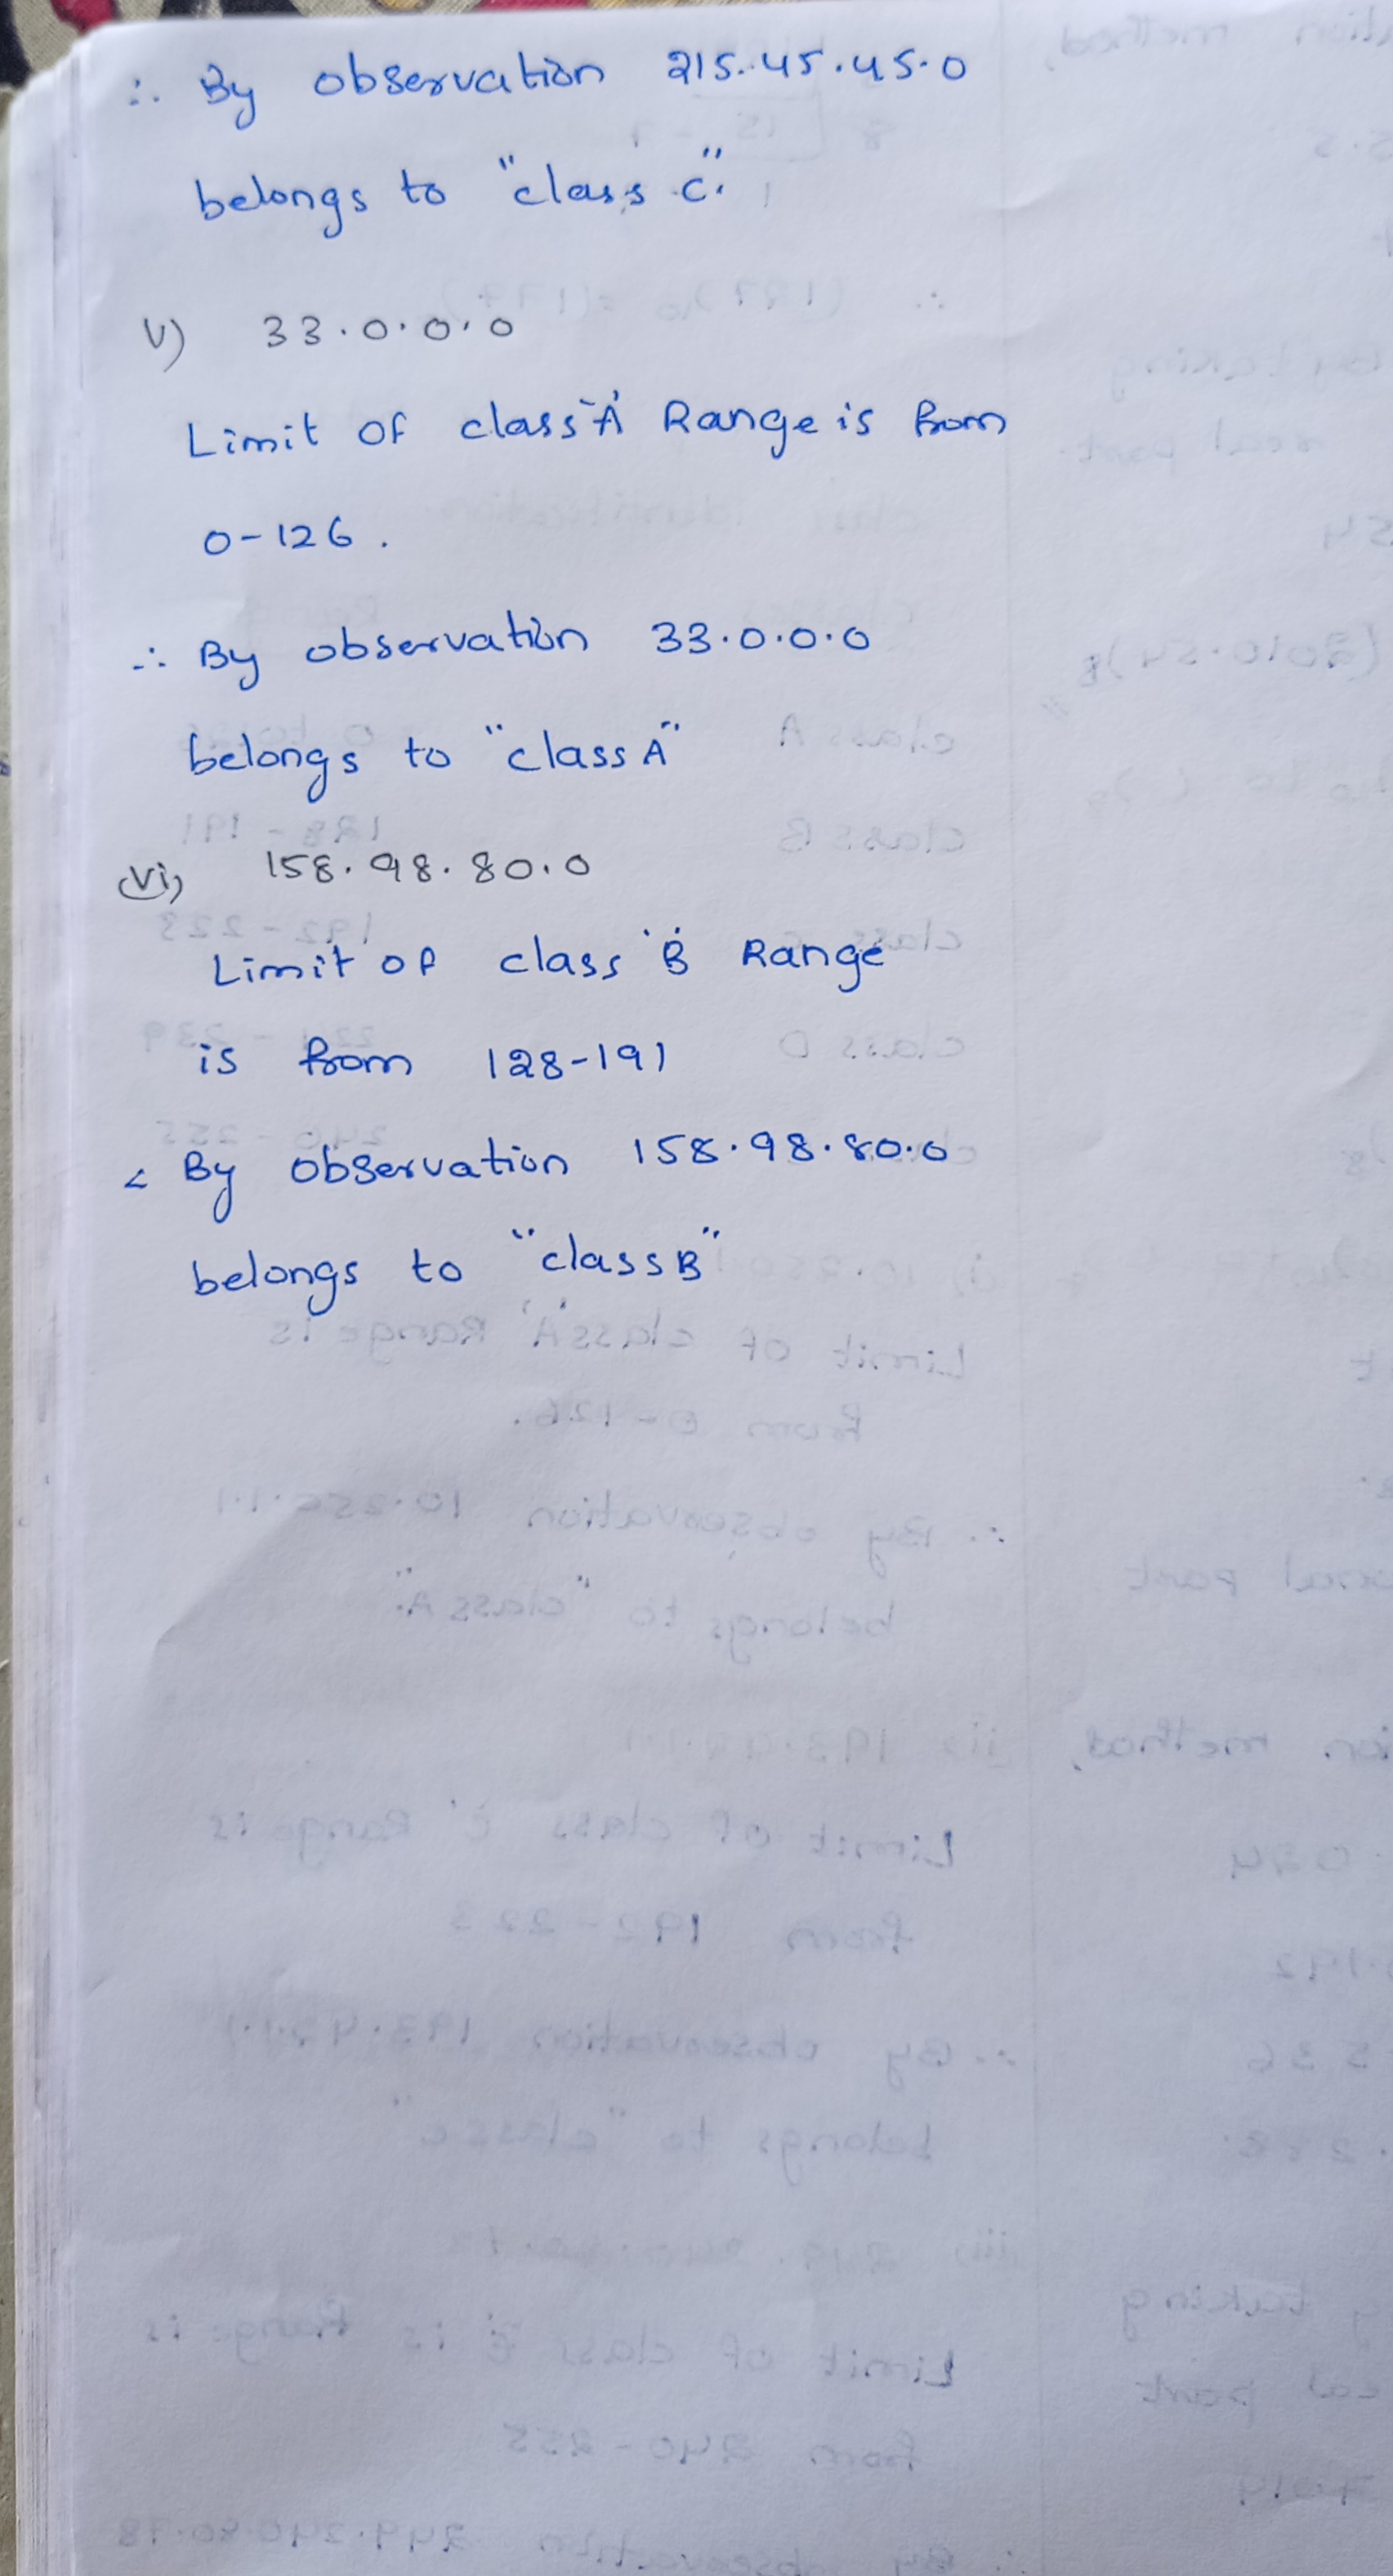 ∴ By observation 215.45.45.0
belongs to "class C".
V) 33.0.0.0
Limit of class 'A' Range is from
0-126.
∴ By observation 33.0.0.0
belongs to "class A"
(vi) 158.98.80.0
Limit of class 'B' Range
is from 128-191
∴ By observation 158.98.80.0
belongs to "class B"